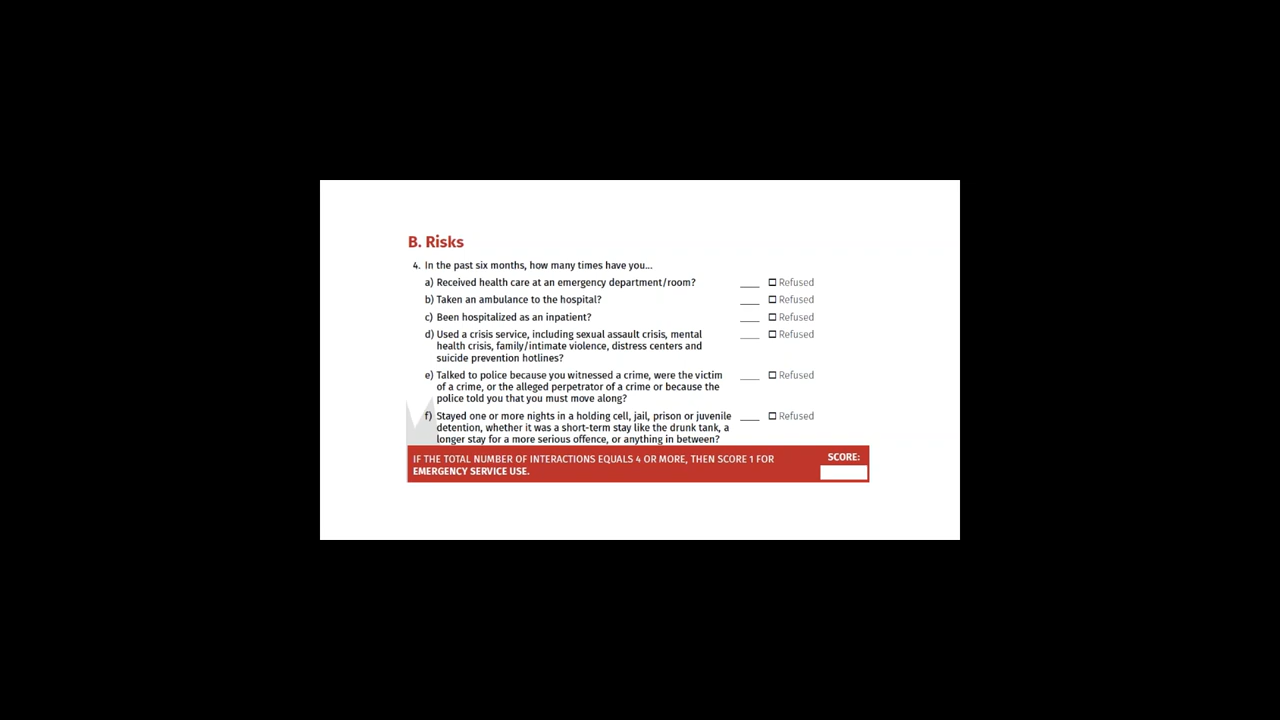 B. Risks
4. In the past six months, how many times have you...
a) Received health care at an emergency department/room? ____ ☐ Refused
b) Taken an ambulance to the hospital? ____ ☐ Refused
c) Been hospitalized as an inpatient? ____ ☐ Refused
d) Used a crisis service, including sexual assault crisis, mental ____ ☐ Refused
health crisis, family/intimate violence, distress centers and
suicide prevention hotlines?
e) Talked to police because you witnessed a crime, were the victim ____ ☐ Refused
of a crime, or the alleged perpetrator of a crime or because the
police told you that you must move along?
f) Stayed one or more nights in a holding cell, jail, prison or juvenile ____ ☐ Refused
detention, whether it was a short-term stay like the drunk tank, a
longer stay for a more serious offence, or anything in between?
IF THE TOTAL NUMBER OF INTERACTIONS EQUALS 4 OR MORE, THEN SCORE 1 FOR
EMERGENCY SERVICE USE.
SCORE: